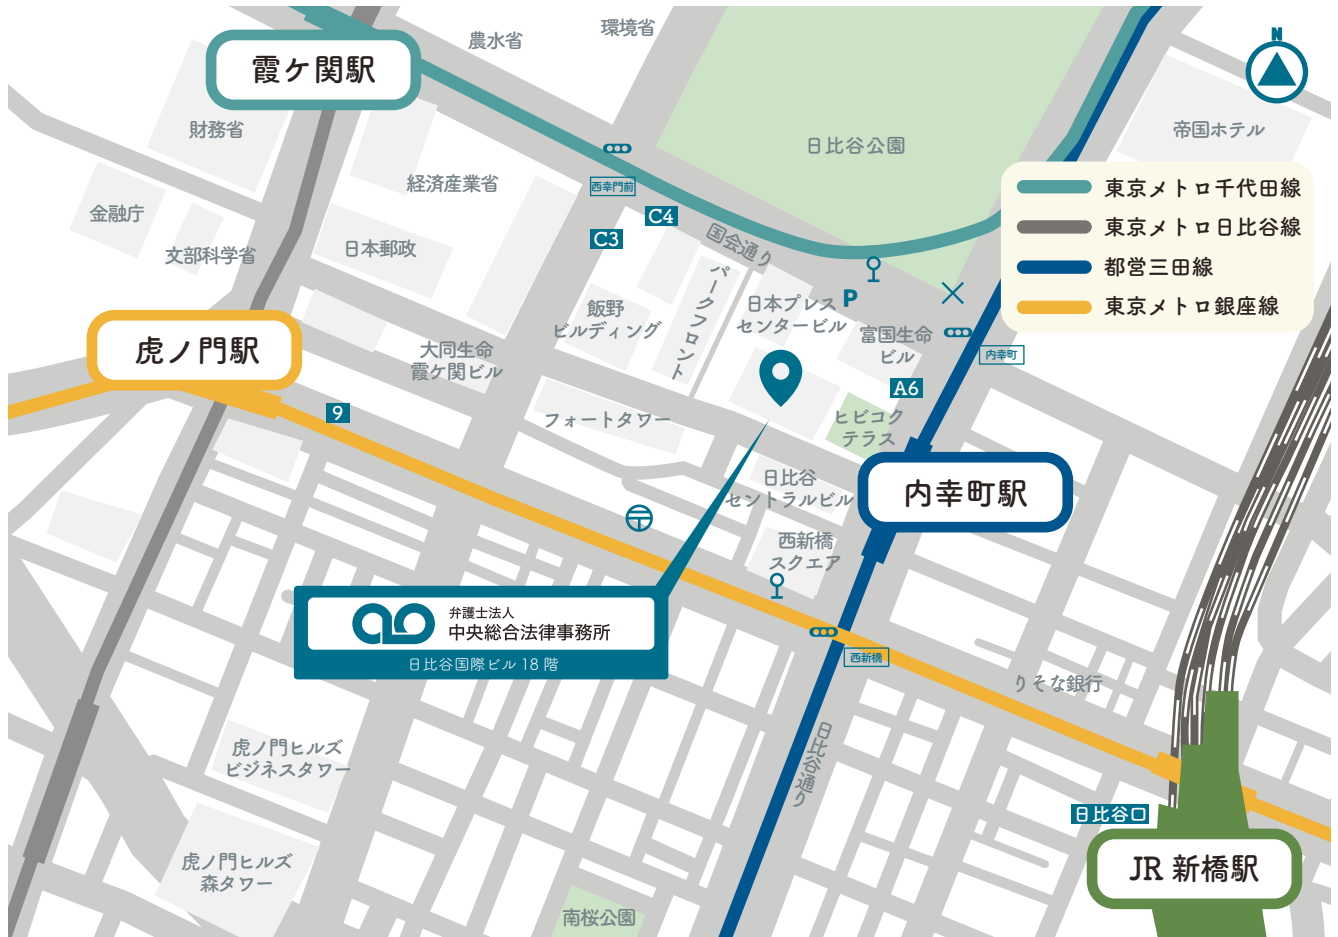 農水省
環境省
N
霞ケ関駅
財務省
帝国ホテル
日比谷公園
西幸門前
経済産業省
東京メトロ千代田線
東京メトロ日比谷線
都営三田線
東京メトロ銀座線
金融庁
文部科学省
日本郵政
C4
C3
国会通り
パークフロント
飯野
ビルディング
日本プレス
センタービル
P
富国生命
ビル
内幸町
虎ノ門駅
大同生命
霞ケ関ビル
A6
9
フォートタワー
ヒビコク
テラス
日比谷
セントラルビル
内幸町駅
西新橋
スクエア
弁護士法人
中央総合法律事務所
日比谷国際ビル 18 階
西新橋
りそな銀行
虎ノ門ヒルズ
ビジネスタワー
日比谷通り
日比谷口
虎ノ門ヒルズ
森タワー
JR 新橋駅
南桜公園